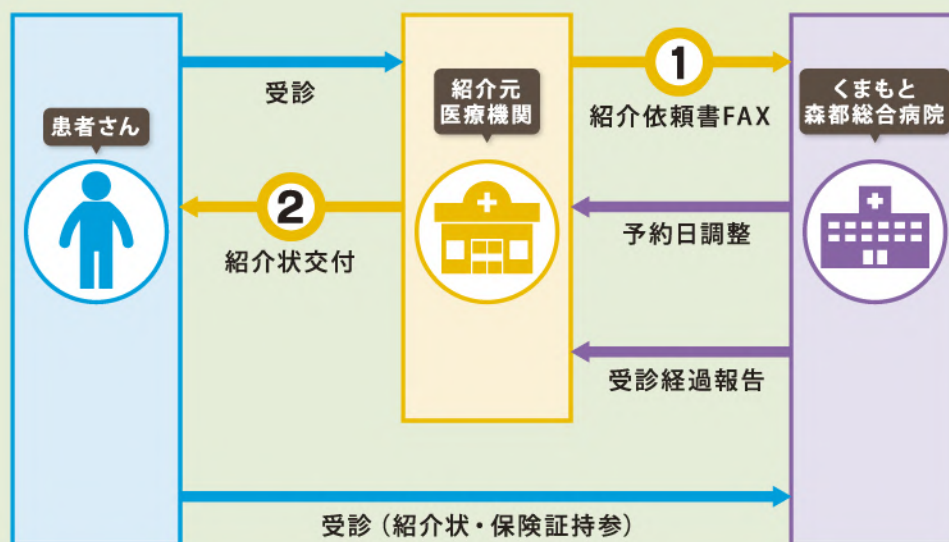 患者さん
受診
紹介元
医療機関
1
紹介依頼書FAX
くまもと
森都総合病院
2
紹介状交付
予約日調整
受診経過報告
受診（紹介状・保険証持参）